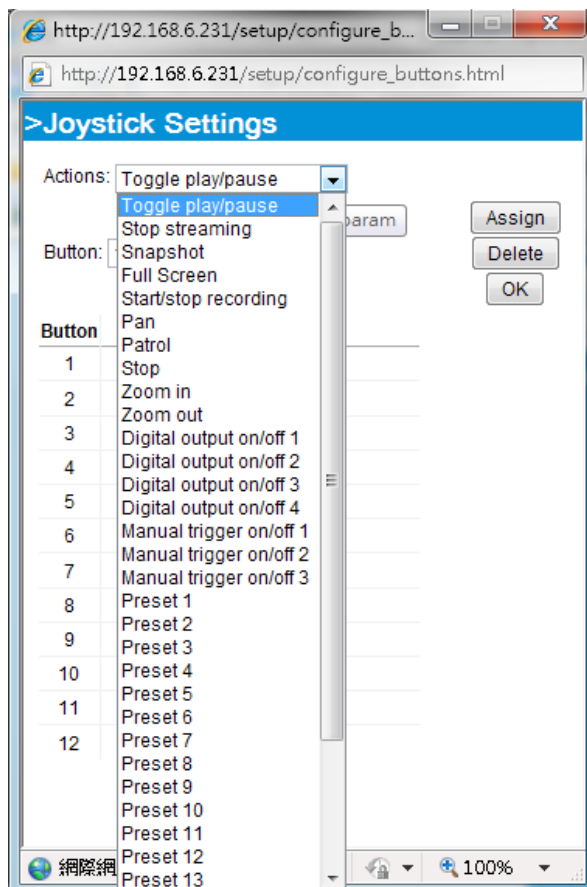 http://192.168.6.231/setup/configure_b...
http://192.168.6.231/setup/configure_buttons.html
>Joystick Settings
Actions: Toggle play/pause
Toggle play/pause
Stop streaming
Snapshot
Full Screen
Start/stop recording
Pan
Patrol
Stop
Zoom in
Zoom out
Digital output on/off 1
Digital output on/off 2
Digital output on/off 3
Digital output on/off 4
Manual trigger on/off 1
Manual trigger on/off 2
Manual trigger on/off 3
Preset 1
Preset 2
Preset 3
Preset 4
Preset 5
Preset 6
Preset 7
Preset 8
Preset 9
Preset 10
Preset 11
Preset 12
Preset 13
param
Assign
Button:
Delete
OK
Button
1
2
3
4
5
6
7
8
9
10
11
12
網際網
100%